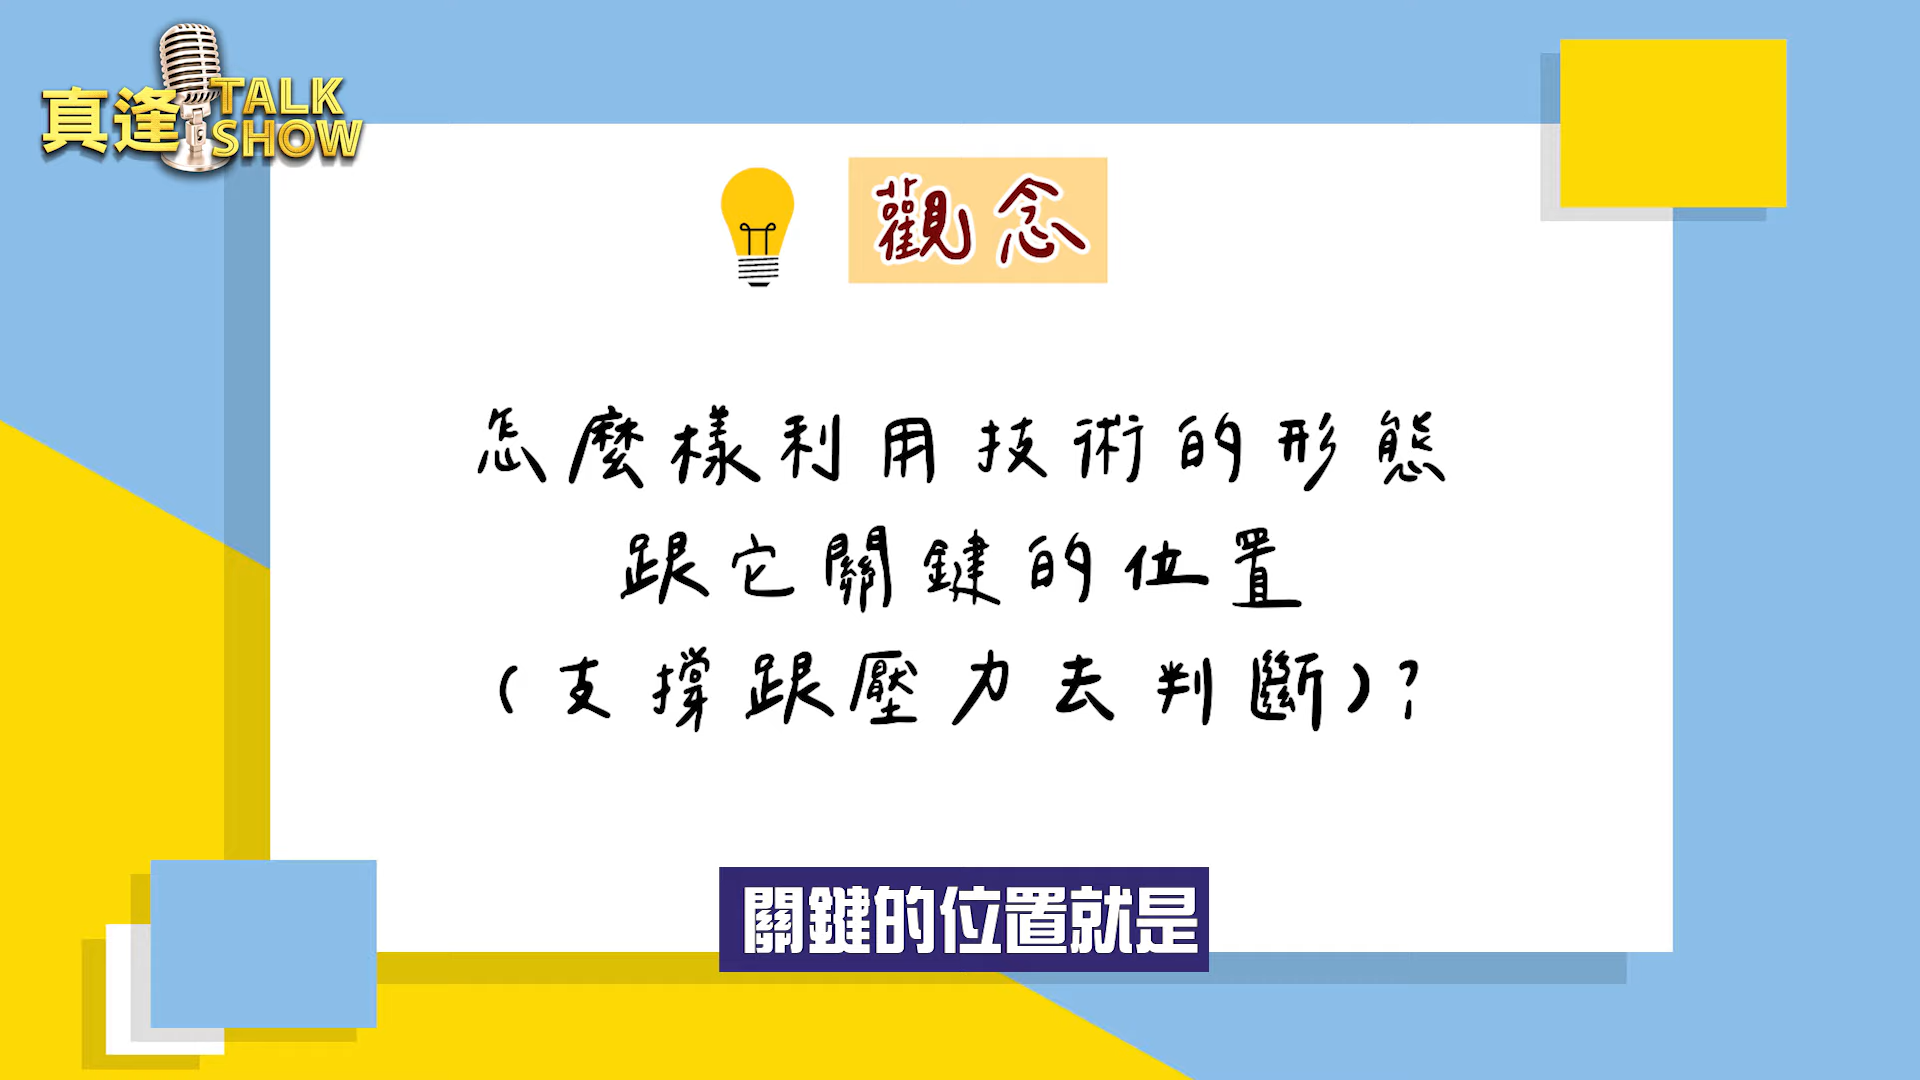 真逢 TALK SHOW
觀念
怎麼樣利用技術的形態
跟它關鍵的位置
(支撐跟壓力去判斷)?
關鍵的位置就是